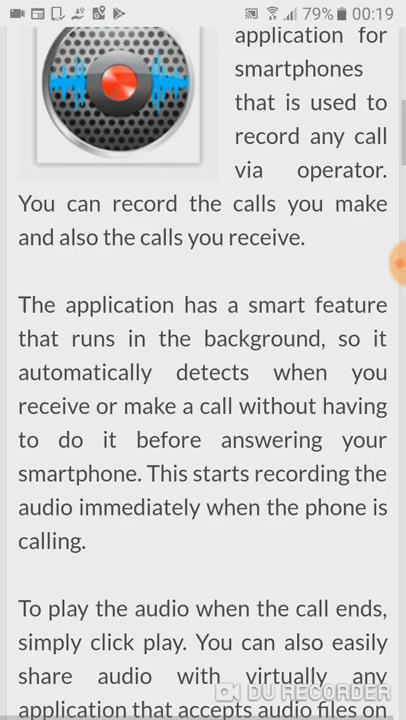 79% 00:19
application for
smartphones
that is used to
record any call
via operator.
You can record the calls you make
and also the calls you receive.
The application has a smart feature
that runs in the background, so it
automatically detects when you
receive or make a call without having
to do it before answering your
smartphone. This starts recording the
audio immediately when the phone is
calling.
To play the audio when the call ends,
simply click play. You can also easily
share audio with virtually any
application that accepts audio files on
DU RECORDER